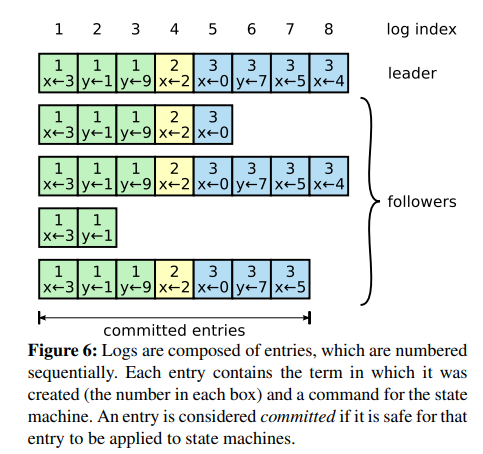 1 2 3 4 5 6 7 8 log index
1 1 1 2 3 3 3 3
x←3 y←1 y←9 x←2 x←0 y←7 x←5 x←4
leader
1 1 1 2 3
x←3 y←1 y←9 x←2 x←0
1 1 1 2 3 3 3 3
x←3 y←1 y←9 x←2 x←0 y←7 x←5 x←4
followers
1 1
x←3 y←1
1 1 1 2 3 3 3
x←3 y←1 y←9 x←2 x←0 y←7 x←5
committed entries
Figure 6: Logs are composed of entries, which are numbered
sequentially. Each entry contains the term in which it was
created (the number in each box) and a command for the state
machine. An entry is considered committed if it is safe for that
entry to be applied to state machines.